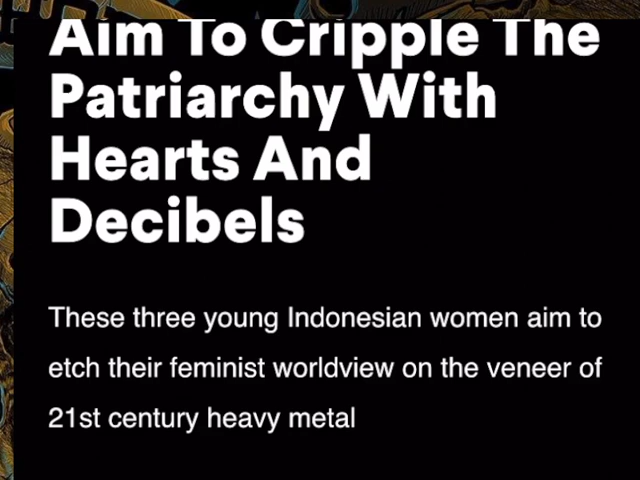 Aim To Cripple The
Patriarchy With
Hearts And
Decibels
These three young Indonesian women aim to
etch their feminist worldview on the veneer of
21st century heavy metal